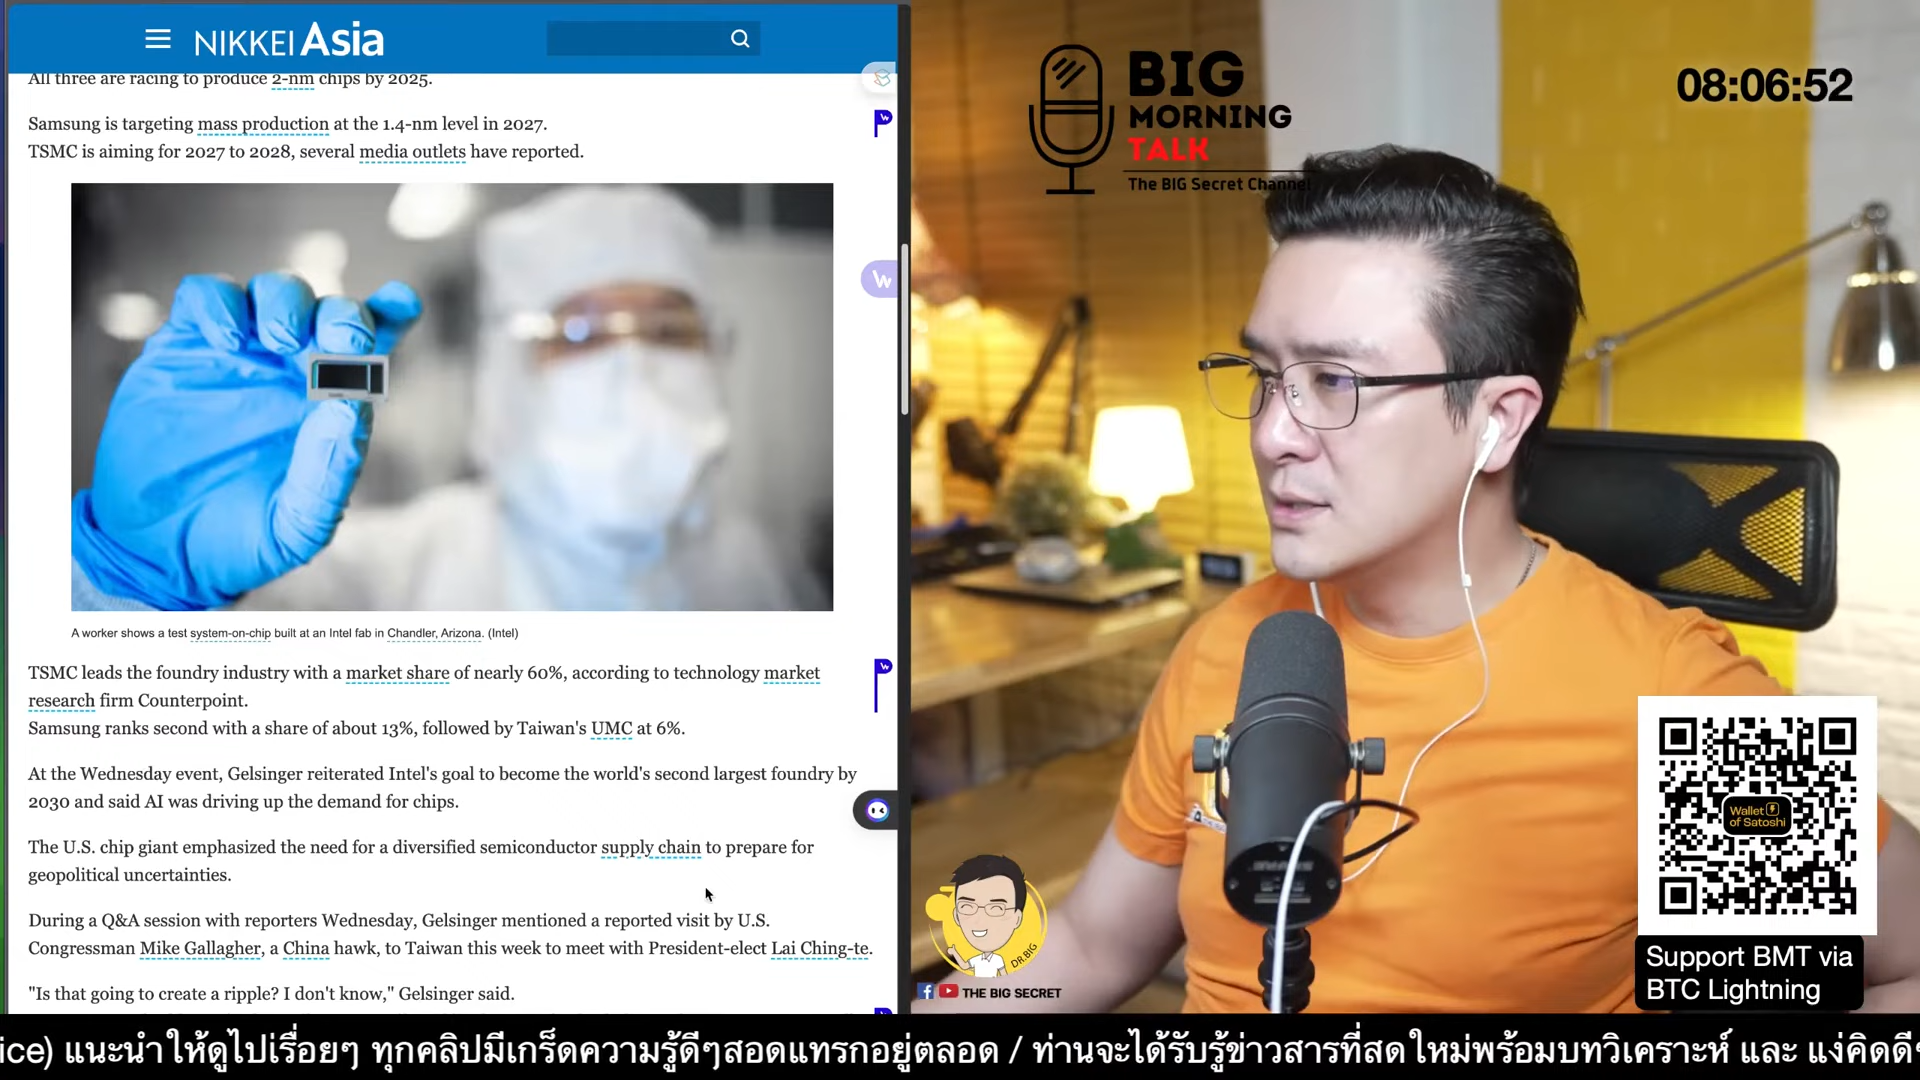 NIKKEI Asia
All three are racing to produce 2-nm chips by 2025.
Samsung is targeting mass production at the 1.4-nm level in 2027.
TSMC is aiming for 2027 to 2028, several media outlets have reported.
A worker shows a test system-on-chip built at an Intel fab in Chandler, Arizona. (Intel)
TSMC leads the foundry industry with a market share of nearly 60%, according to technology market
research firm Counterpoint.
Samsung ranks second with a share of about 13%, followed by Taiwan's UMC at 6%.
At the Wednesday event, Gelsinger reiterated Intel's goal to become the world's second largest foundry by
2030 and said AI was driving up the demand for chips.
The U.S. chip giant emphasized the need for a diversified semiconductor supply chain to prepare for
geopolitical uncertainties.
During a Q&A session with reporters Wednesday, Gelsinger mentioned a reported visit by U.S.
Congressman Mike Gallagher, a China hawk, to Taiwan this week to meet with President-elect Lai Ching-te.
"Is that going to create a ripple? I don't know," Gelsinger said.
BIG
MORNING
TALK
The BIG Secret Channel
08:06:52
Wallet
of Satoshi
Support BMT via
BTC Lightning
DR.BIG
THE BIG SECRET
ice) แนะนำให้ดูไปเรื่อยๆ ทุกคลิปมีเกร็ดความรู้ดีๆสอดแทรกอยู่ตลอด / ท่านจะได้รับรู้ข่าวสารที่สดใหม่พร้อมบทวิเคราะห์ และ แง่คิดดีๆ